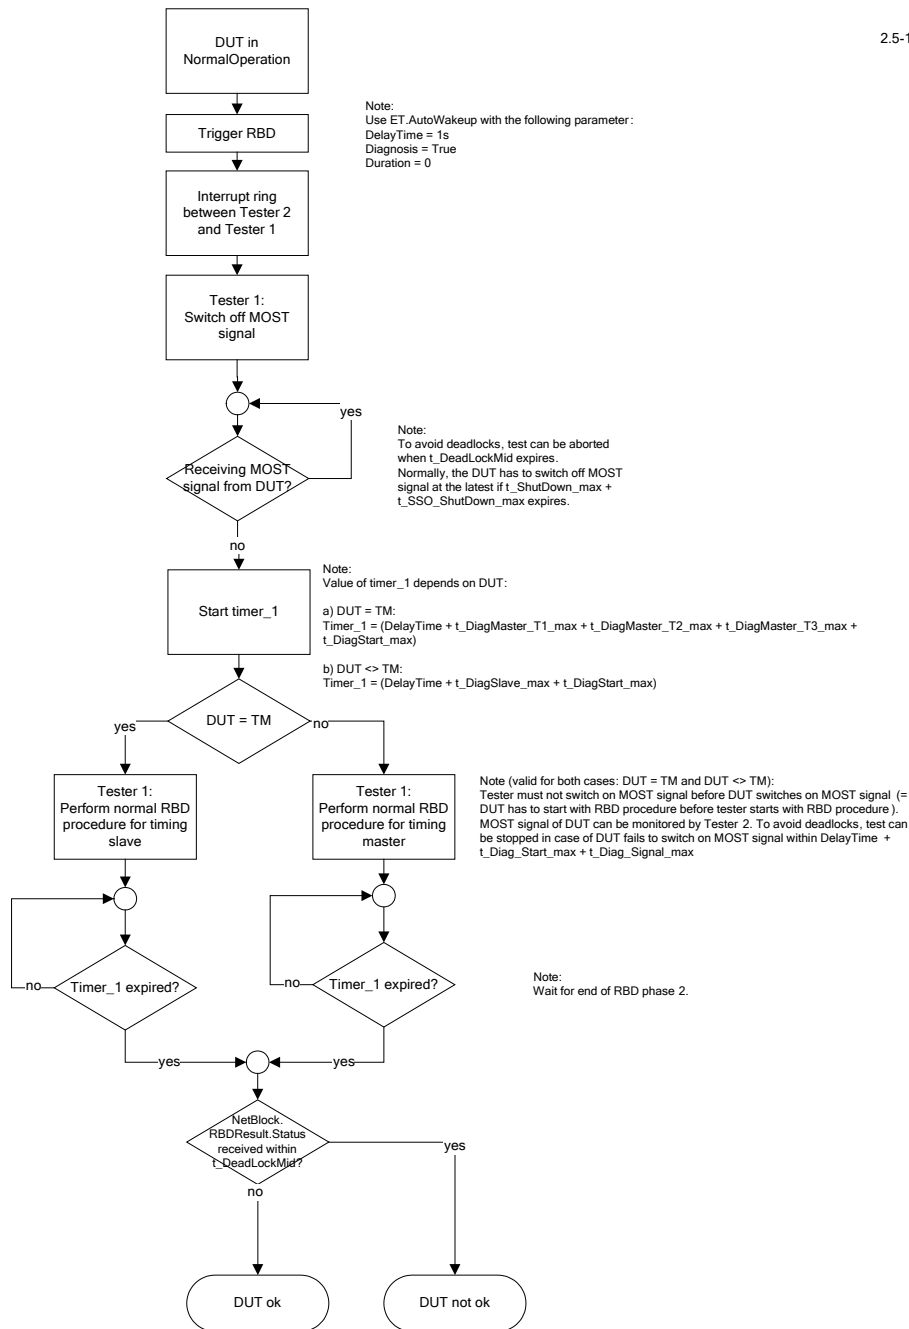 2.5-1
DUT in
NormalOperation
Trigger RBD
Note:
Use ET.AutoWakeup with the following parameter:
DelayTime = 1s
Diagnosis = True
Duration = 0
Interrupt ring
between Tester 2
and Tester 1
Tester 1:
Switch off MOST
signal
yes
Receiving MOST
signal from DUT?
Note:
To avoid deadlocks, test can be aborted
when t_DeadLockMid expires.
Normally, the DUT has to switch off MOST
signal at the latest if t_ShutDown_max +
t_SSO_ShutDown_max expires.
no
Start timer_1
Note:
Value of timer_1 depends on DUT:
a) DUT = TM:
Timer_1 = (DelayTime + t_DiagMaster_T1_max + t_DiagMaster_T2_max + t_DiagMaster_T3_max +
t_DiagStart_max)
b) DUT <> TM:
Timer_1 = (DelayTime + t_DiagSlave_max + t_DiagStart_max)
DUT = TM
yes
no
Tester 1:
Perform normal RBD
procedure for timing
slave
Tester 1:
Perform normal RBD
procedure for timing
master
Note (valid for both cases: DUT = TM and DUT <> TM):
Tester must not switch on MOST signal before DUT switches on MOST signal (=
DUT has to start with RBD procedure before tester starts with RBD procedure).
MOST signal of DUT can be monitored by Tester 2. To avoid deadlocks, test can
be stopped in case of DUT fails to switch on MOST signal within DelayTime +
t_Diag_Start_max + t_Diag_Signal_max
no
Timer_1 expired?
no
Timer_1 expired?
Note:
Wait for end of RBD phase 2.
yes
yes
NetBlock.
RBDResult.Status
received within
t_DeadLockMid?
yes
no
DUT ok
DUT not ok